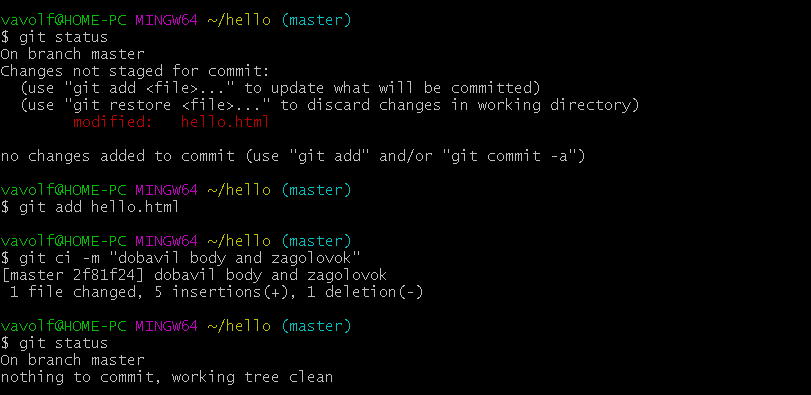 vavolf@HOME-PC MINGW64 ~/hello (master)
$ git status
On branch master
Changes not staged for commit:
  (use "git add <file>..." to update what will be committed)
  (use "git restore <file>..." to discard changes in working directory)
        modified:   hello.html

no changes added to commit (use "git add" and/or "git commit -a")

vavolf@HOME-PC MINGW64 ~/hello (master)
$ git add hello.html

vavolf@HOME-PC MINGW64 ~/hello (master)
$ git ci -m "dobavil body and zagolovok"
[master 2f81f24] dobavil body and zagolovok
 1 file changed, 5 insertions(+), 1 deletion(-)

vavolf@HOME-PC MINGW64 ~/hello (master)
$ git status
On branch master
nothing to commit, working tree clean